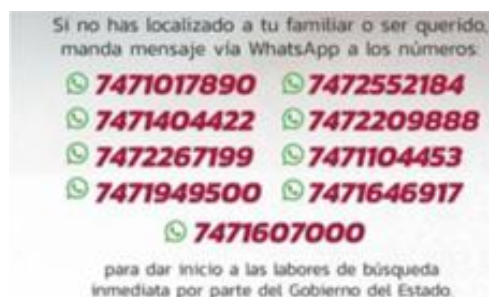 Si no has localizado a tu familiar o ser querido,
manda mensaje vía WhatsApp a los números:
7471017890 7472552184
7471404422 7472209888
7472267199 7471104453
7471949500 7471646917
7471607000
para dar inicio a las labores de búsqueda
inmediata por parte del Gobierno del Estado.